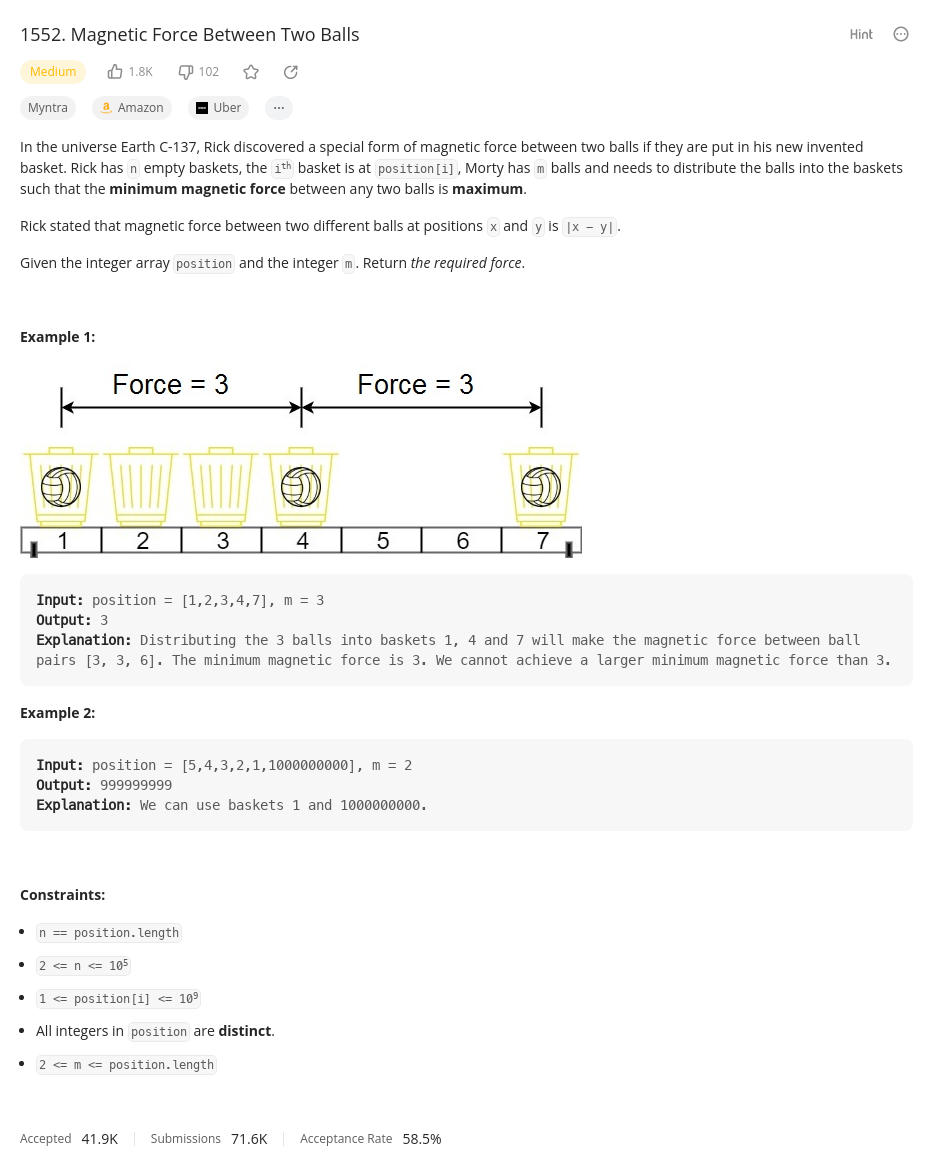 1552. Magnetic Force Between Two Balls
Hint
Medium 1.8K 102
Myntra Amazon Uber ...
In the universe Earth C-137, Rick discovered a special form of magnetic force between two balls if they are put in his new invented
basket. Rick has n empty baskets, the ith basket is at position[i], Morty has m balls and needs to distribute the balls into the baskets
such that the minimum magnetic force between any two balls is maximum.
Rick stated that magnetic force between two different balls at positions x and y is |x - y|.
Given the integer array position and the integer m. Return the required force.
Example 1:
Force = 3 Force = 3
1 2 3 4 5 6 7
Input: position = [1,2,3,4,7], m = 3
Output: 3
Explanation: Distributing the 3 balls into baskets 1, 4 and 7 will make the magnetic force between ball
pairs [3, 3, 6]. The minimum magnetic force is 3. We cannot achieve a larger minimum magnetic force than 3.
Example 2:
Input: position = [5,4,3,2,1,1000000000], m = 2
Output: 999999999
Explanation: We can use baskets 1 and 1000000000.
Constraints:
• n == position.length
• 2 <= n <= 10⁵
• 1 <= position[i] <= 10⁹
• All integers in position are distinct.
• 2 <= m <= position.length
Accepted 41.9K Submissions 71.6K Acceptance Rate 58.5%